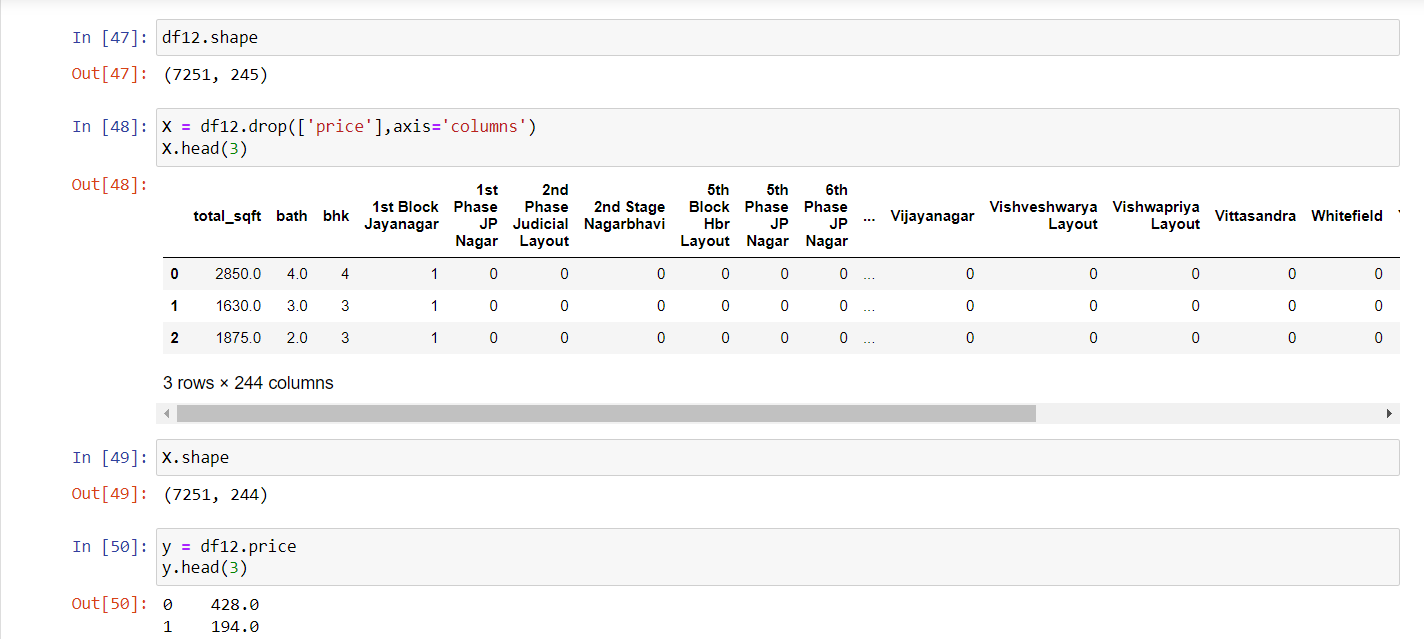 In [47]: df12.shape
Out[47]: (7251, 245)
In [48]: X = df12.drop(['price'],axis='columns')
X.head(3)
Out[48]:
total_sqft bath bhk 1st Block Jayanagar 1st Phase JP Nagar 2nd Phase Judicial Layout 2nd Stage Nagarbhavi 5th Block Hbr Layout 5th Phase JP Nagar 6th Phase JP Nagar ... Vijayanagar Vishveshwarya Layout Vishwapriya Layout Vittasandra Whitefield
0 2850.0 4.0 4 1 0 0 0 0 0 0 ... 0 0 0 0 0
1 1630.0 3.0 3 1 0 0 0 0 0 0 ... 0 0 0 0 0
2 1875.0 2.0 3 1 0 0 0 0 0 0 ... 0 0 0 0 0
3 rows × 244 columns
In [49]: X.shape
Out[49]: (7251, 244)
In [50]: y = df12.price
y.head(3)
Out[50]: 0 428.0
1 194.0